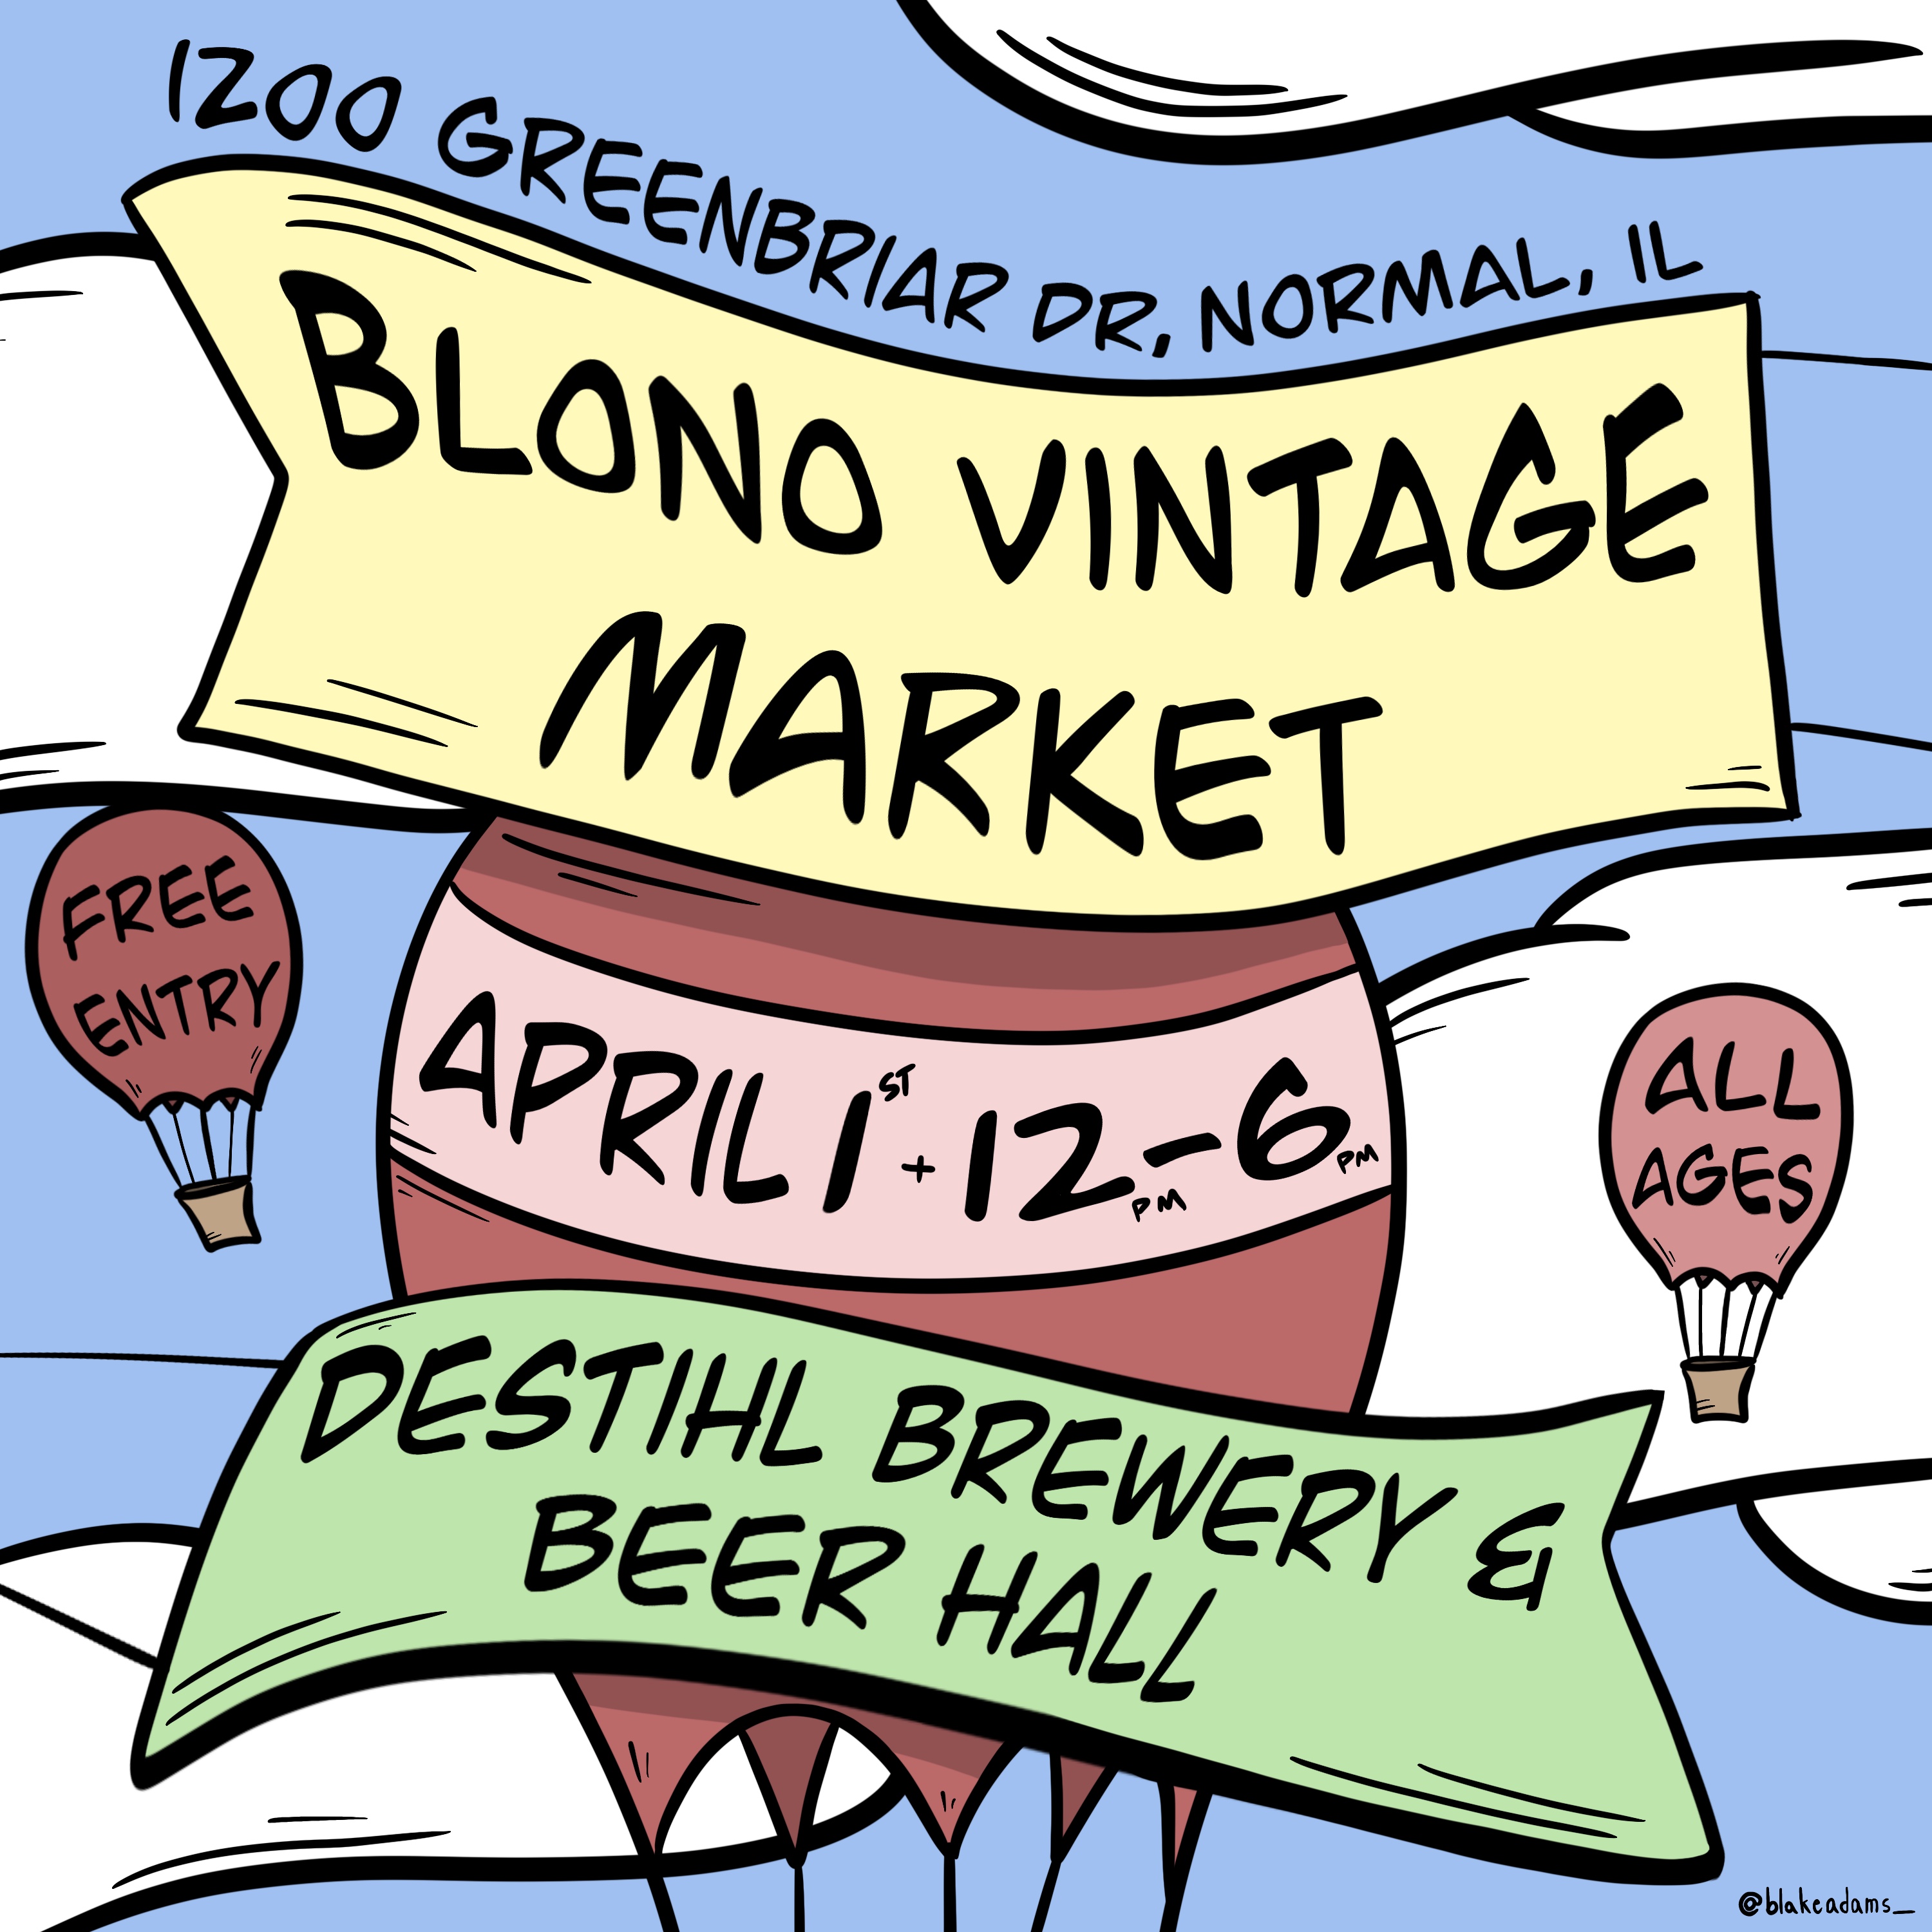 1200 GREENBRIAR DR, NORMAL, IL
BLONO VINTAGE
MARKET
FREE
ENTRY
APRIL 1ST + 12PM-6PM
ALL
AGES
DESTIHL BREWERY &
BEER HALL
@blakeadams_